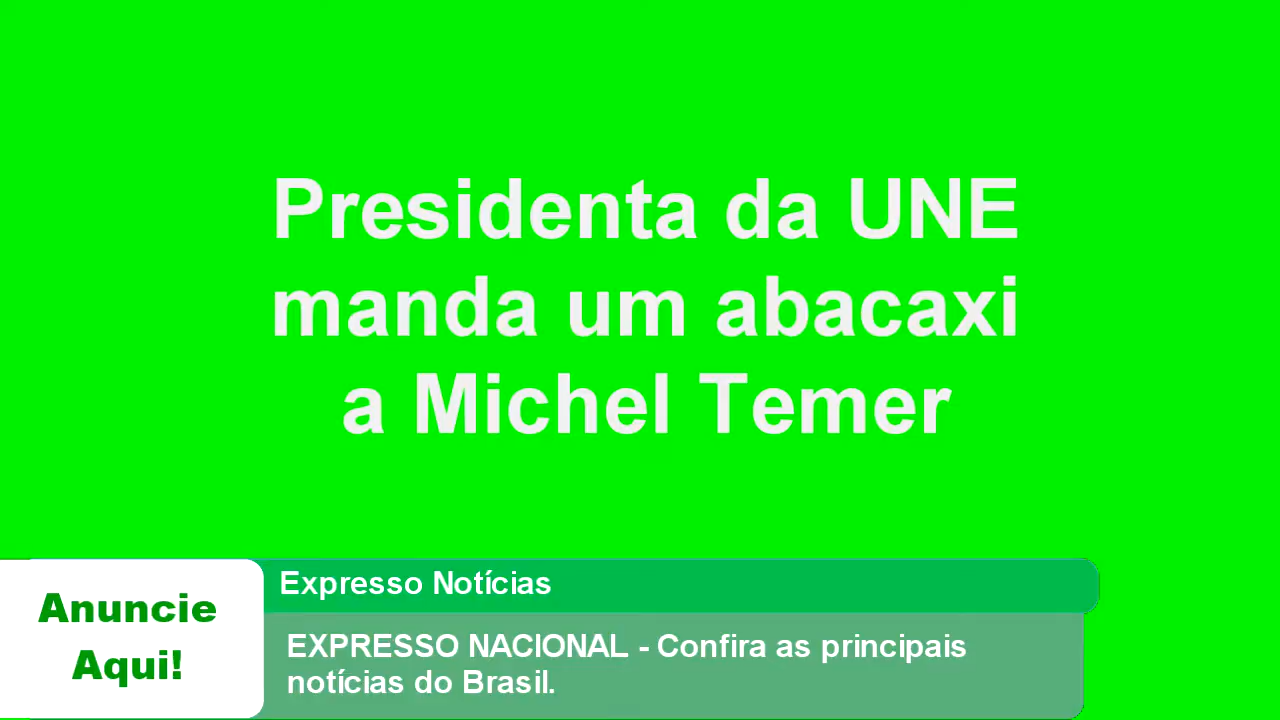 Presidenta da UNE
manda um abacaxi
a Michel Temer
Anuncie
Aqui!
Expresso Notícias
EXPRESSO NACIONAL - Confira as principais
notícias do Brasil.